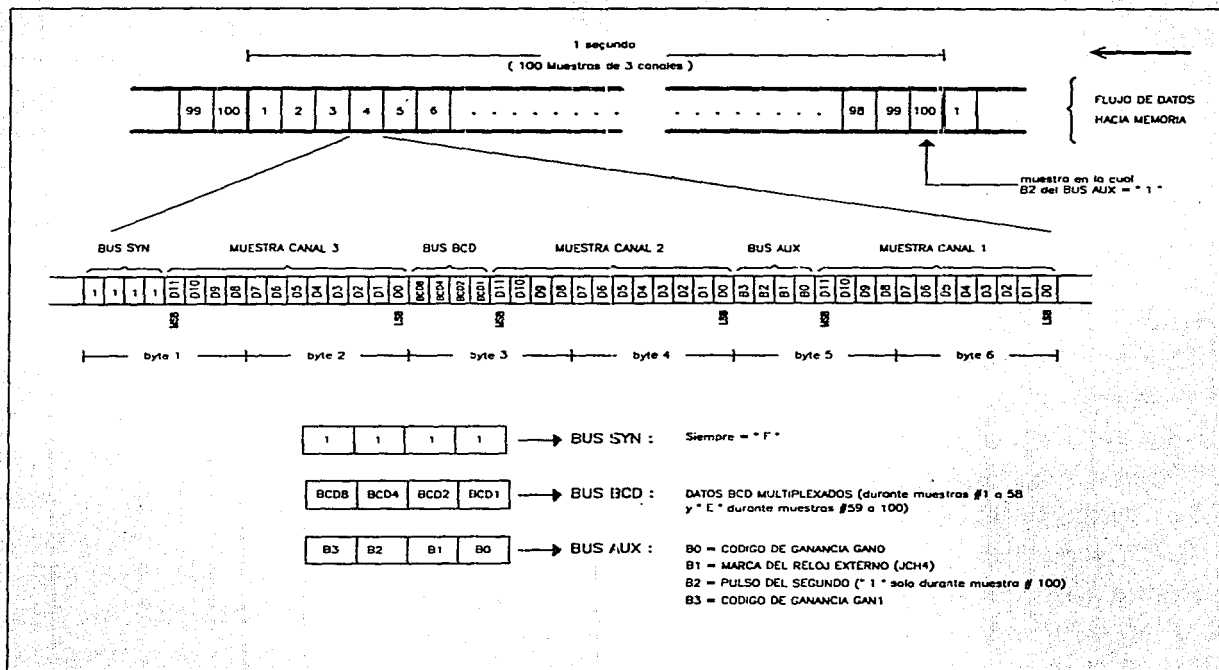 1 segundo
( 100 Muestras de 3 canales )
99 100 1 2 3 4 5 6 . . . . . . . . . . . . . . . . 98 99 100 1
FLUJO DE DATOS
HACIA MEMORIA
muestra en la cual
B2 del BUS AUX = " 1 "
BUS SYN MUESTRA CANAL 3 BUS BCD MUESTRA CANAL 2 BUS AUX MUESTRA CANAL 1
1 1 1 1 D11 D10 D9 D8 D7 D6 D5 D4 D3 D2 D1 D0 BCD8 BCD4 BCD2 BCD1 D11 D10 D9 D8 D7 D6 D5 D4 D3 D2 D1 D0 B3 B2 B1 B0 D11 D10 D9 D8 D7 D6 D5 D4 D3 D2 D1 D0
MSB LSB MSB LSB MSB LSB
byte 1 byte 2 byte 3 byte 4 byte 5 byte 6
1 1 1 1 BUS SYN : Siempre = " F "
BCD8 BCD4 BCD2 BCD1 BUS BCD : DATOS BCD MULTIPLEXADOS (durante muestras #1 a 58
y " E " durante muestras #59 a 100)
B3 B2 B1 B0 BUS AUX : B0 = CODIGO DE GANANCIA GAN0
B1 = MARCA DEL RELOJ EXTERNO (JCH4)
B2 = PULSO DEL SEGUNDO (" 1 " solo durante muestra # 100)
B3 = CODIGO DE GANANCIA GAN1